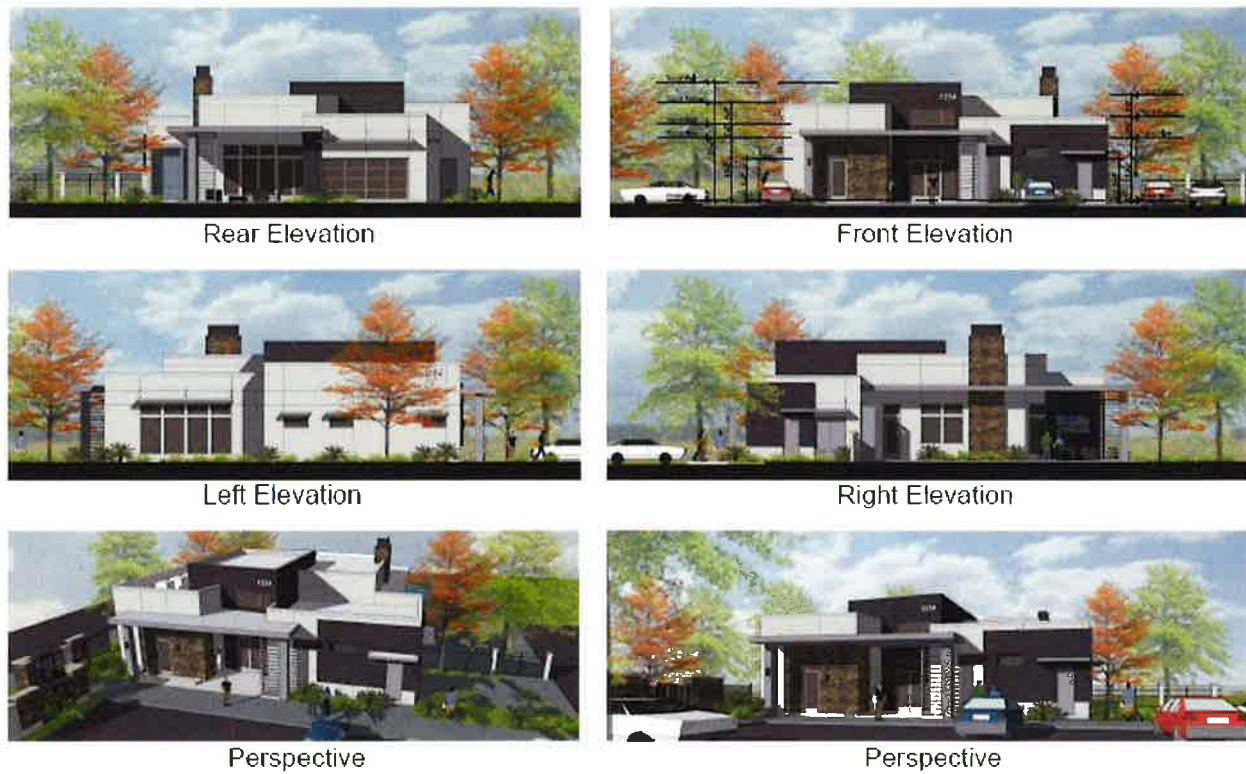 Rear Elevation
Front Elevation
Left Elevation
Right Elevation
Perspective
Perspective